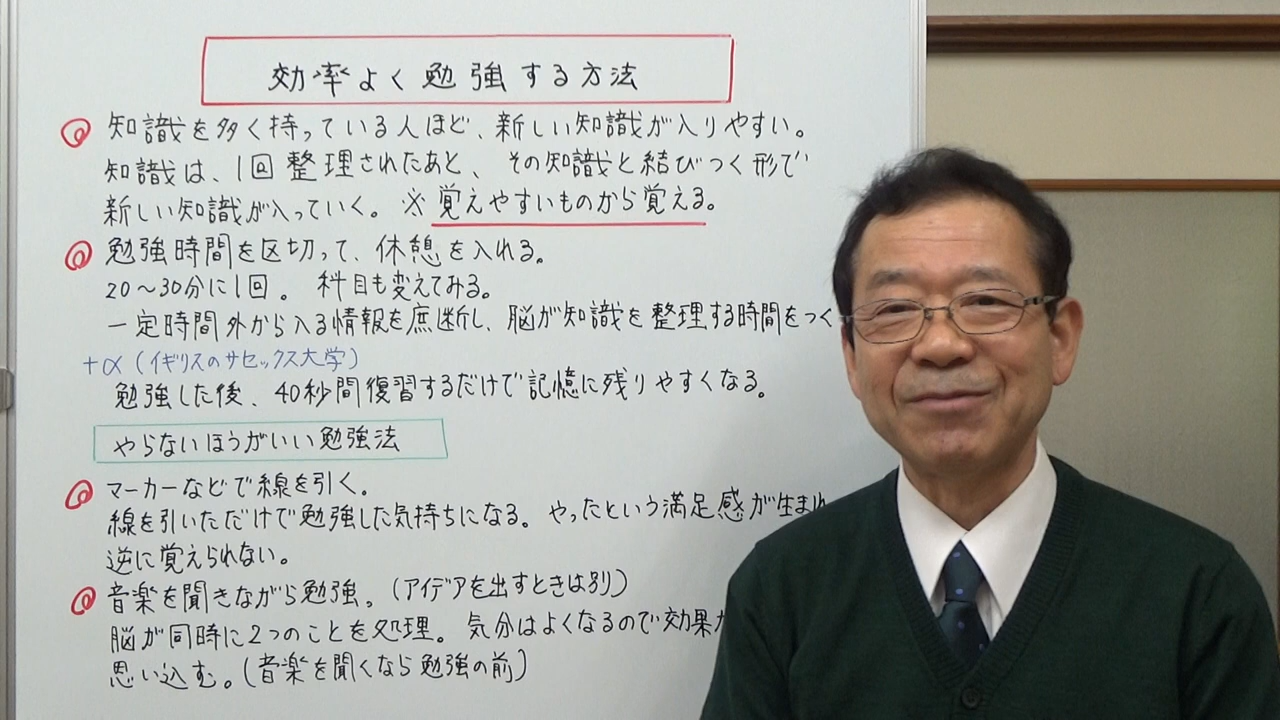 効率よく勉強する方法
知識を多く持っている人ほど、新しい知識が入りやすい。
知識は、1回整理されたあと、その知識と結びつく形で
新しい知識が入っていく。※覚えやすいものから覚える。
勉強時間を区切って、休憩を入れる。
20〜30分に1回。科目も変えてみる。
一定時間外から入る情報を庶断し、脳が知識を整理する時間をつく
+α(イギリスのサセックス大学)
勉強した後、40秒間復習するだけで記憶に残りやすくなる。
やらないほうがいい勉強法
マーカーなどで線を引く。
線を引いただけで勉強した気持ちになる。やったという満足感が生まれ
逆に覚えられない。
音楽を聞きながら勉強。(アイデアを出すときは別)
脳が同時に2つのことを処理。気分はよくなるので効果が
思い込む。(音楽を聞くなら勉強の前)